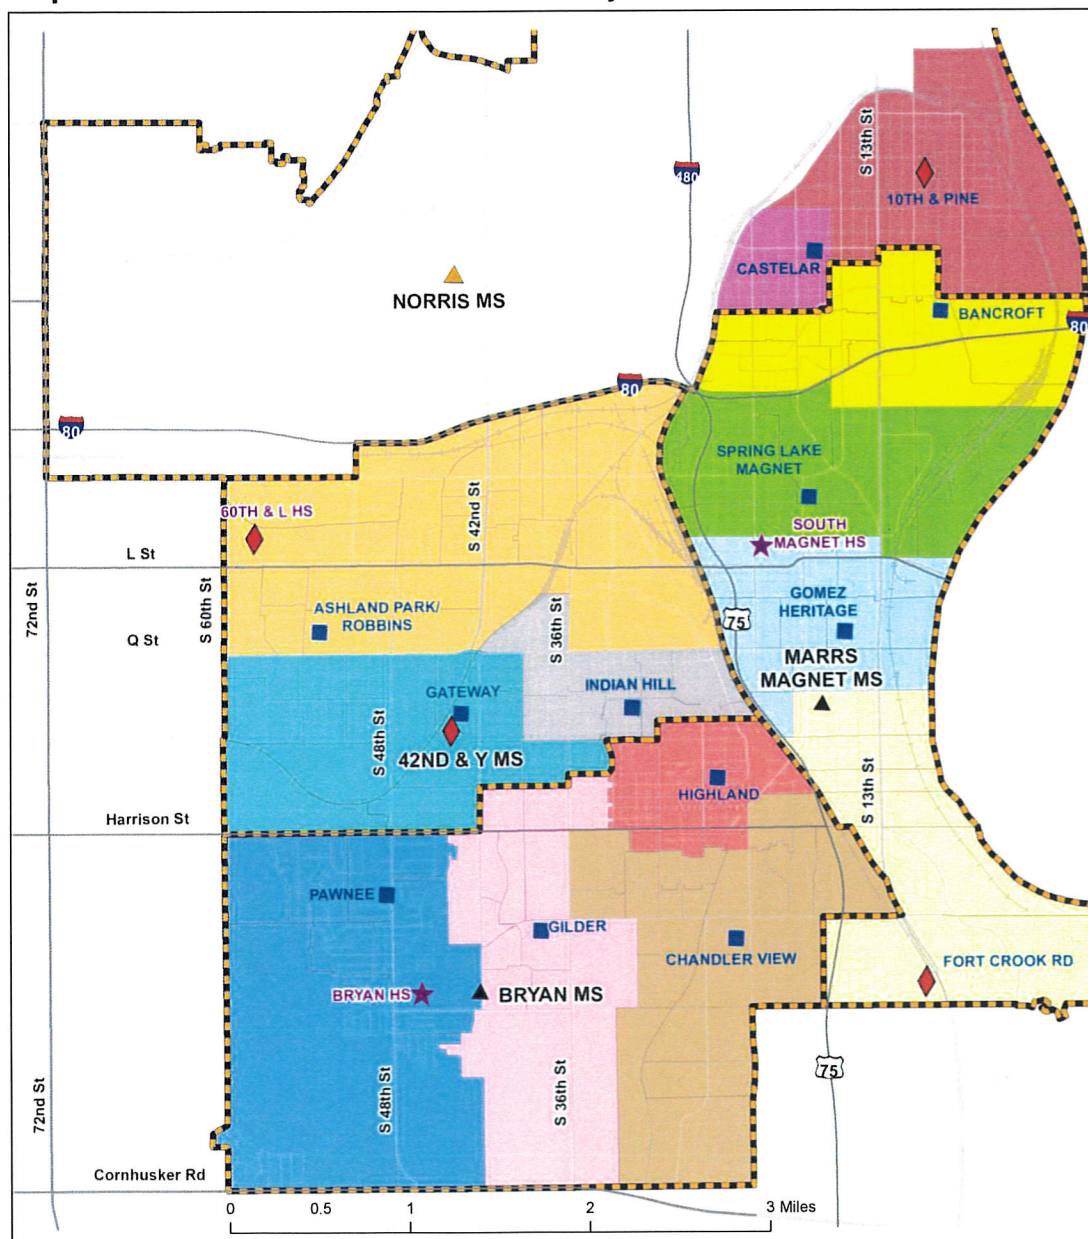 S 13th St
480
10TH & PINE
CASTELAR
NORRIS MS
BANCROFT
80
80
80
SPRING LAKE
MAGNET
S 42nd St
60TH & L HS
SOUTH
MAGNET HS
L St
72nd St
S 60th St
ASHLAND PARK/
ROBBINS
S 36th St
75
GOMEZ
HERITAGE
Q St
MARRS
MAGNET MS
GATEWAY
INDIAN HILL
S 48th St
42ND & Y MS
S 13th St
HIGHLAND
Harrison St
PAWNEE
GILDER
CHANDLER VIEW
FORT CROOK RD
BRYAN HS
BRYAN MS
75
72nd St
S 48th St
S 36th St
Cornhusker Rd
0 0.5 1 2 3 Miles